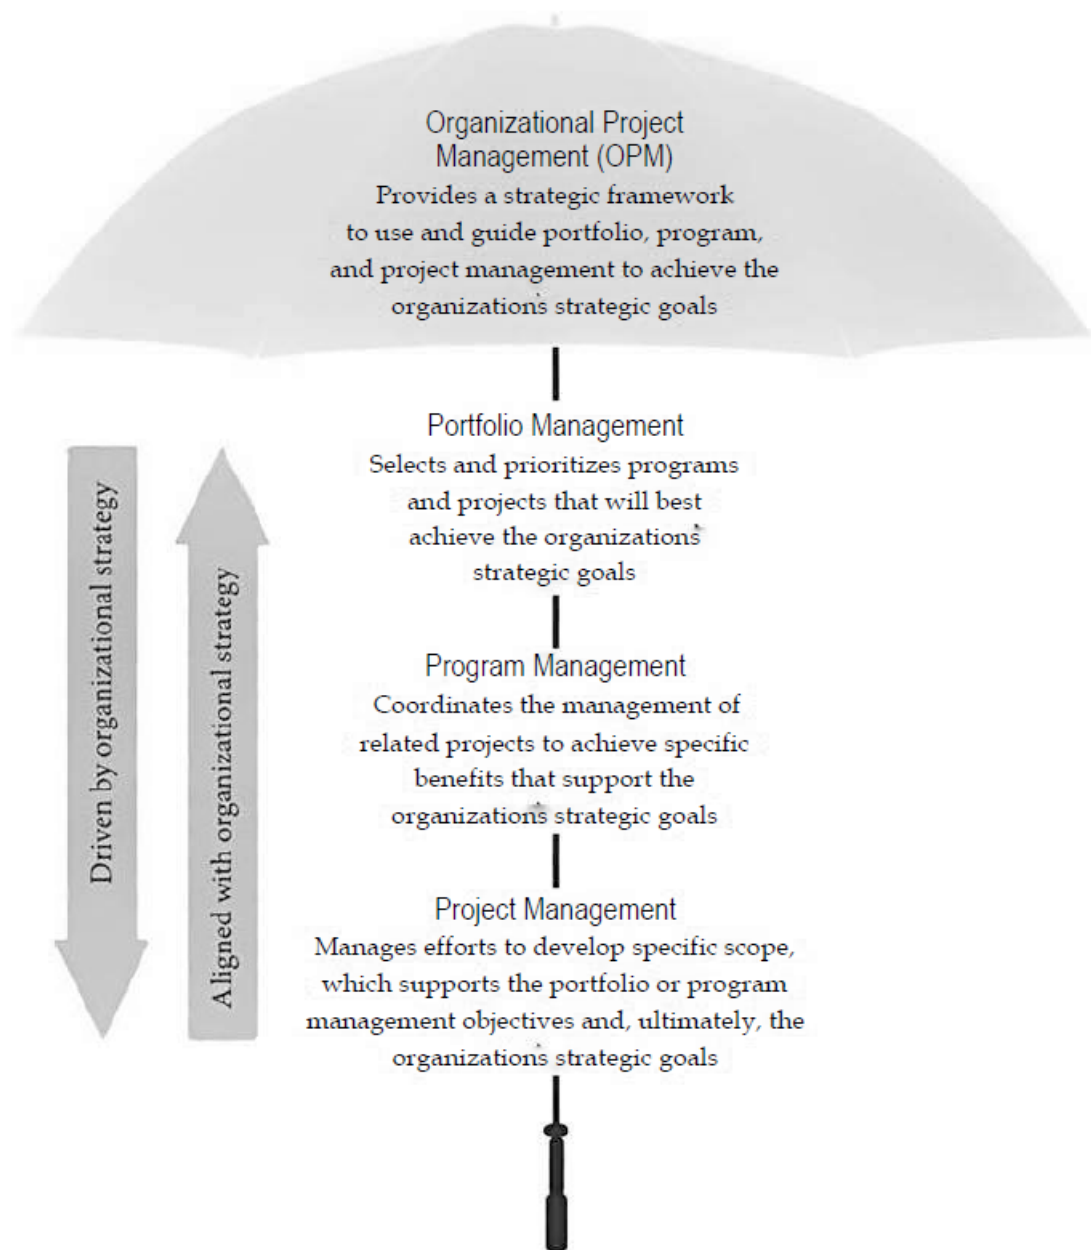 Organizational Project
Management (OPM)
Provides a strategic framework
to use and guide portfolio, program,
and project management to achieve the
organization's strategic goals
Portfolio Management
Selects and prioritizes programs
and projects that will best
achieve the organization's
strategic goals
Program Management
Coordinates the management of
related projects to achieve specific
benefits that support the
organization's strategic goals
Project Management
Manages efforts to develop specific scope,
which supports the portfolio or program
management objectives and, ultimately, the
organization's strategic goals
Driven by organizational strategy
Aligned with organizational strategy